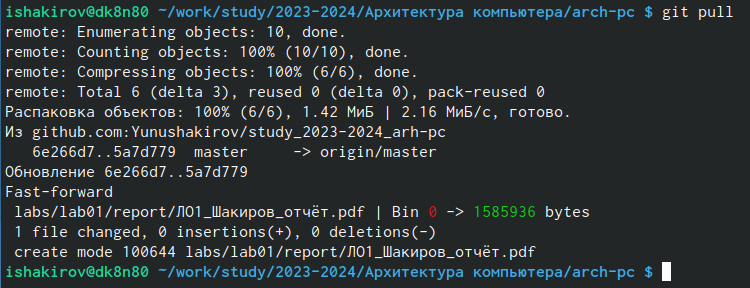 ishakirov@dk8n80 ~/work/study/2023-2024/Архитектура компьютера/arch-pc $ git pull
remote: Enumerating objects: 10, done.
remote: Counting objects: 100% (10/10), done.
remote: Compressing objects: 100% (6/6), done.
remote: Total 6 (delta 3), reused 0 (delta 0), pack-reused 0
Распаковка объектов: 100% (6/6), 1.42 МиБ | 2.16 МиБ/с, готово.
Из github.com:Yunushakirov/study_2023-2024_arh-pc
   6e266d7..5a7d779  master     -> origin/master
Обновление 6e266d7..5a7d779
Fast-forward
 labs/lab01/report/ЛО1_Шакиров_отчёт.pdf | Bin 0 -> 1585936 bytes
 1 file changed, 0 insertions(+), 0 deletions(-)
 create mode 100644 labs/lab01/report/ЛО1_Шакиров_отчёт.pdf
ishakirov@dk8n80 ~/work/study/2023-2024/Архитектура компьютера/arch-pc $